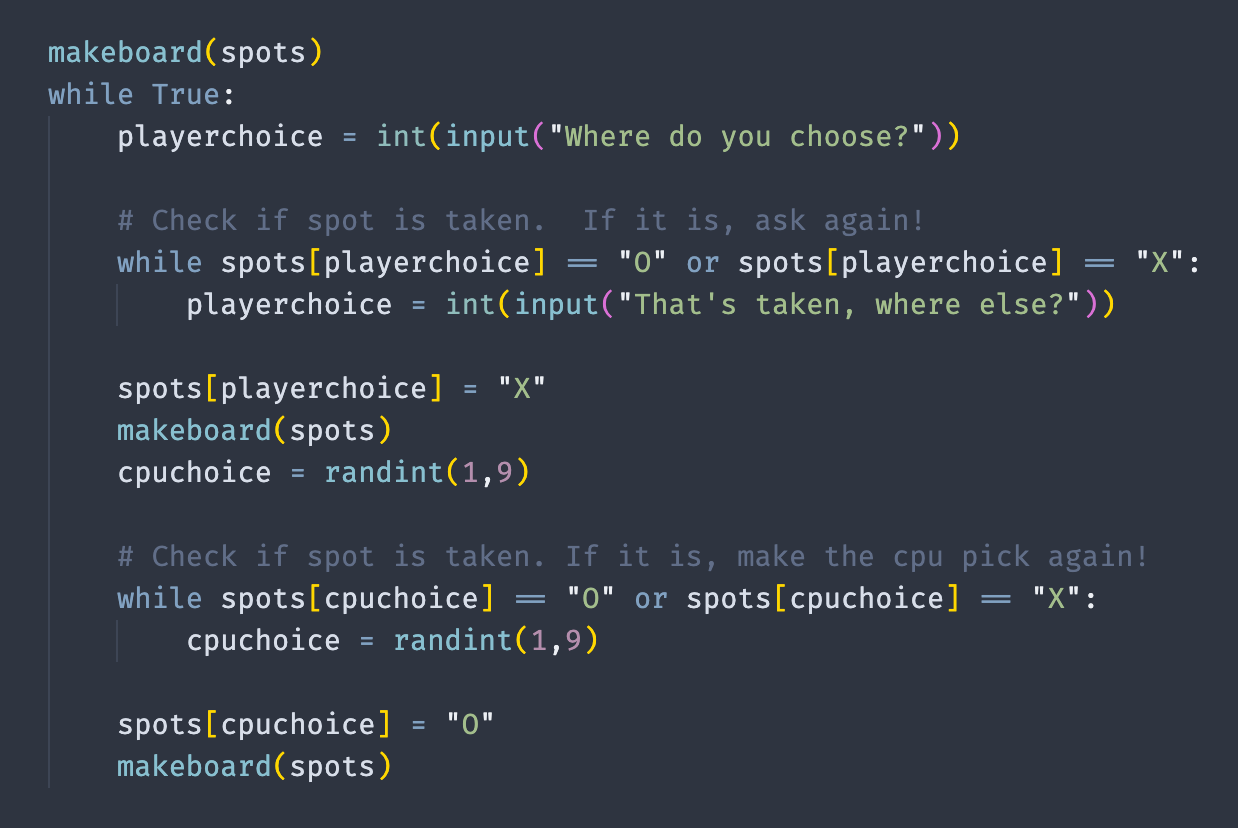 makeboard(spots)
while True:
    playerchoice = int(input("Where do you choose?"))

    # Check if spot is taken.  If it is, ask again!
    while spots[playerchoice] == "O" or spots[playerchoice] == "X":
        playerchoice = int(input("That's taken, where else?"))

    spots[playerchoice] = "X"
    makeboard(spots)
    cpuchoice = randint(1,9)

    # Check if spot is taken. If it is, make the cpu pick again!
    while spots[cpuchoice] == "O" or spots[cpuchoice] == "X":
        cpuchoice = randint(1,9)

    spots[cpuchoice] = "O"
    makeboard(spots)